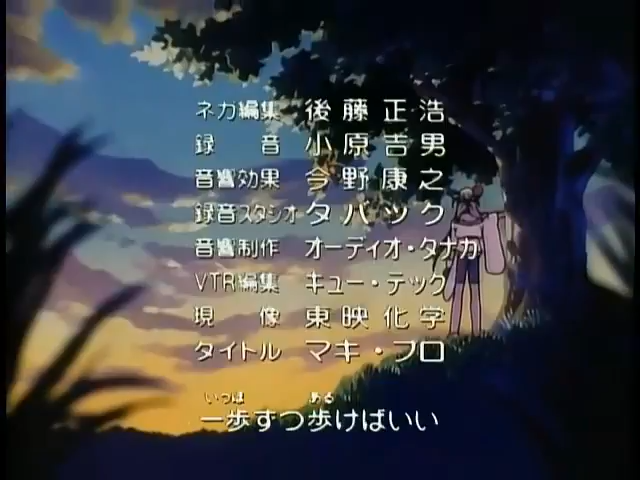 ネガ編集 後藤正浩
録音 小原吉男
音響効果 今野康之
録音スタジオ タバック
音響制作 オーディオ・タナカ
VTR編集 キュー・テック
現像 東映化学
タイトル マキ・プロ
いっぽ ある
一歩ずつ歩けばいい